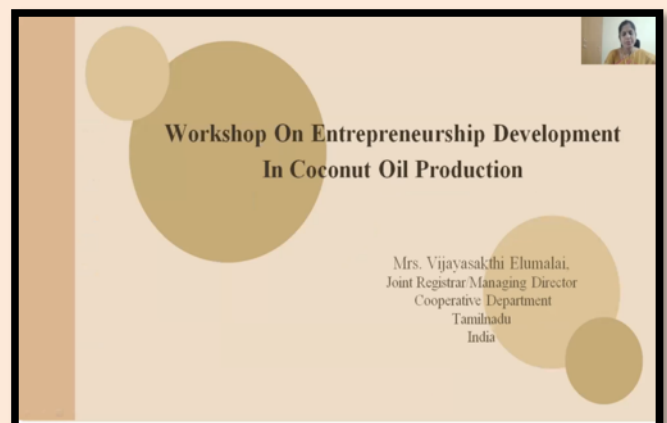 Workshop On Entrepreneurship Development
In Coconut Oil Production
Mrs. Vijayasakthi Elumalai,
Joint Registrar/Managing Director
Cooperative Department
Tamilnadu
India